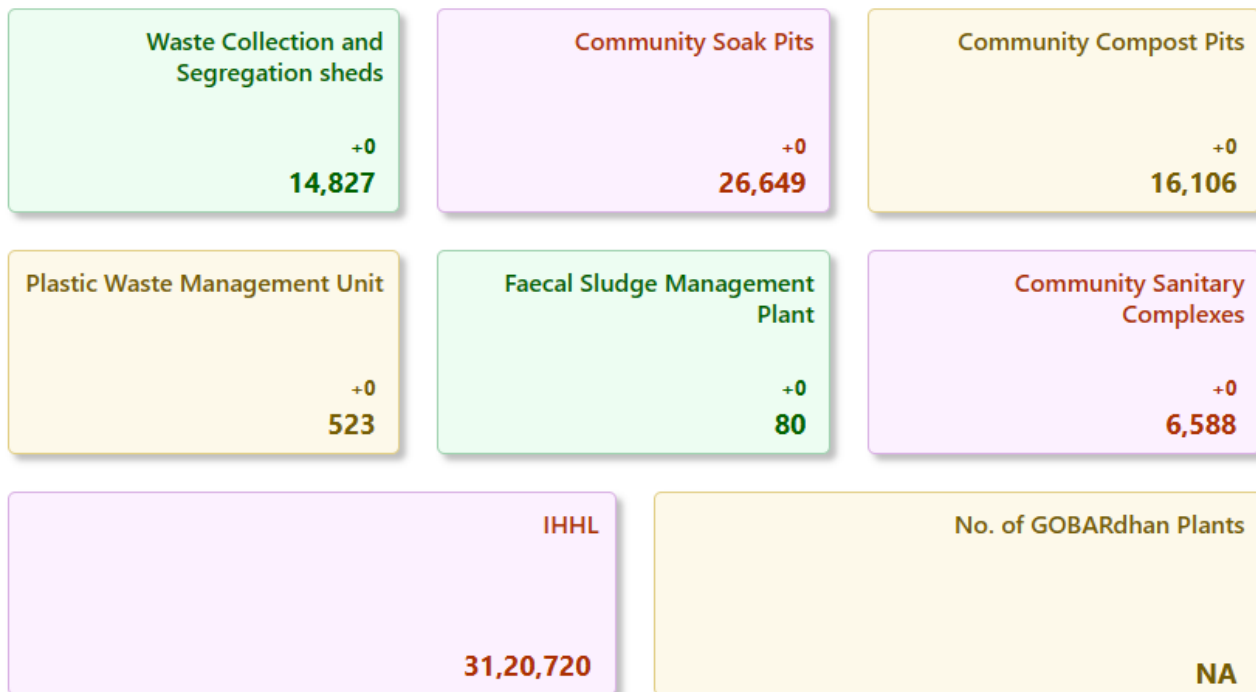 Waste Collection and
Segregation sheds
+0
14,827
Community Soak Pits
+0
26,649
Community Compost Pits
+0
16,106
Plastic Waste Management Unit
+0
523
Faecal Sludge Management
Plant
+0
80
Community Sanitary
Complexes
+0
6,588
IHHL
31,20,720
No. of GOBARdhan Plants
NA